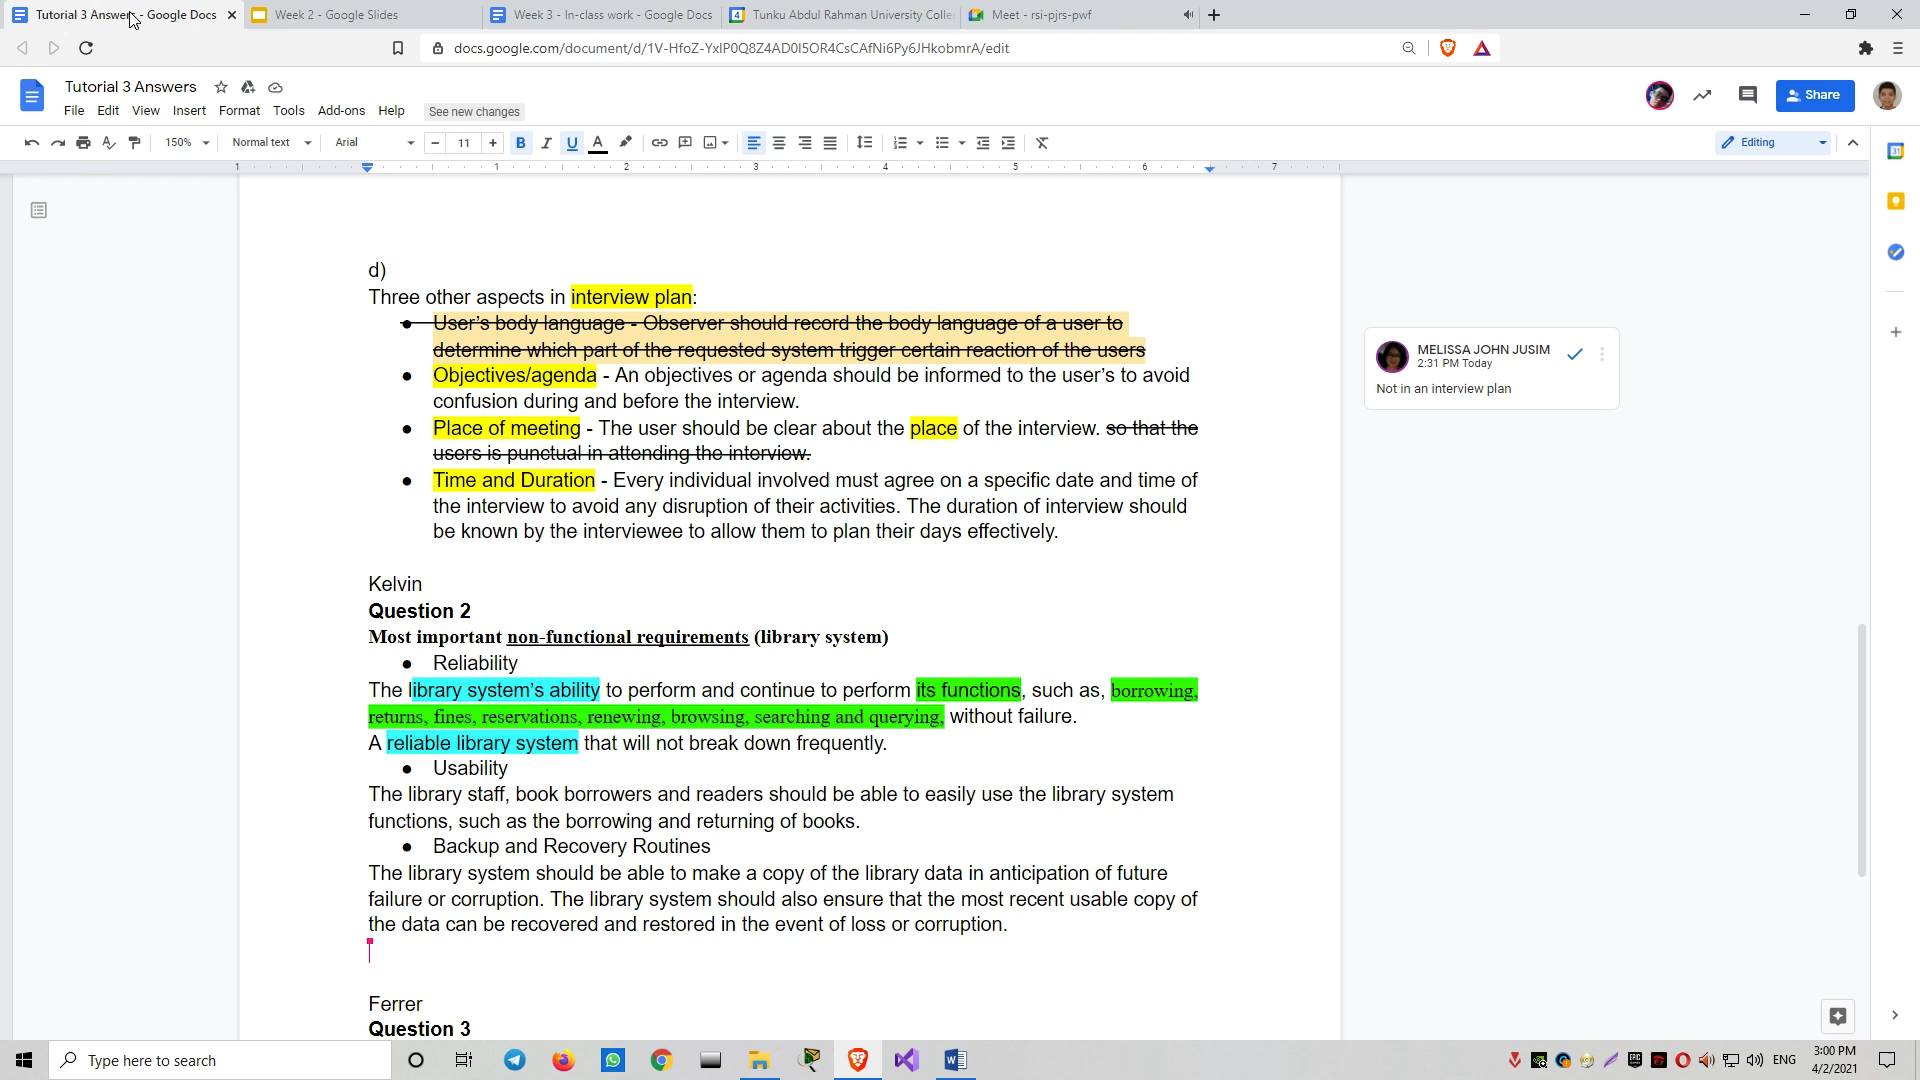 Tutorial 3 Answers - Google Docs
Week 2 - Google Slides
Week 3 - In-class work - Google Docs
Tunku Abdul Rahman University Colle
Meet - rsi-pjrs-pwf
docs.google.com/document/d/1V-HfoZ-YxIP0Q8Z4AD0I5OR4CsCAfNi6Py6JHkobmrA/edit
Tutorial 3 Answers
File Edit View Insert Format Tools Add-ons Help See new changes
Share
150% Normal text Arial 11 B I U A Editing
1 1 2 3 4 5 6 7
d)
Three other aspects in interview plan:
● User's body language - Observer should record the body language of a user to
determine which part of the requested system trigger certain reaction of the users
● Objectives/agenda - An objectives or agenda should be informed to the user's to avoid
confusion during and before the interview.
● Place of meeting - The user should be clear about the place of the interview. so that the
users is punctual in attending the interview.
● Time and Duration - Every individual involved must agree on a specific date and time of
the interview to avoid any disruption of their activities. The duration of interview should
be known by the interviewee to allow them to plan their days effectively.
MELISSA JOHN JUSIM
2:31 PM Today
Not in an interview plan
Kelvin
Question 2
Most important non-functional requirements (library system)
● Reliability
The library system's ability to perform and continue to perform its functions, such as, borrowing,
returns, fines, reservations, renewing, browsing, searching and querying, without failure.
A reliable library system that will not break down frequently.
● Usability
The library staff, book borrowers and readers should be able to easily use the library system
functions, such as the borrowing and returning of books.
● Backup and Recovery Routines
The library system should be able to make a copy of the library data in anticipation of future
failure or corruption. The library system should also ensure that the most recent usable copy of
the data can be recovered and restored in the event of loss or corruption.
Ferrer
Question 3
Type here to search
ENG
3:00 PM
4/2/2021